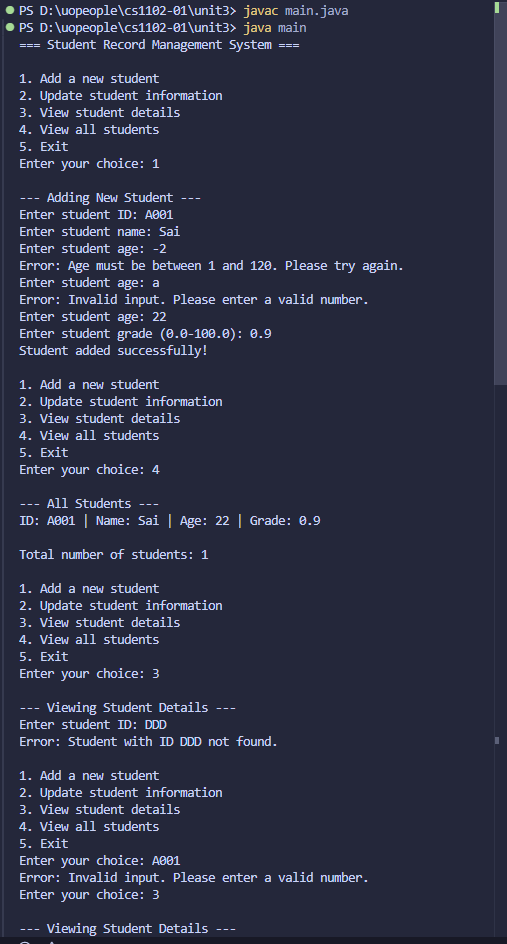 PS D:\uopeople\cs1102-01\unit3> javac main.java
PS D:\uopeople\cs1102-01\unit3> java main
=== Student Record Management System ===
1. Add a new student
2. Update student information
3. View student details
4. View all students
5. Exit
Enter your choice: 1
--- Adding New Student ---
Enter student ID: A001
Enter student name: Sai
Enter student age: -2
Error: Age must be between 1 and 120. Please try again.
Enter student age: a
Error: Invalid input. Please enter a valid number.
Enter student age: 22
Enter student grade (0.0-100.0): 0.9
Student added successfully!
1. Add a new student
2. Update student information
3. View student details
4. View all students
5. Exit
Enter your choice: 4
--- All Students ---
ID: A001 | Name: Sai | Age: 22 | Grade: 0.9
Total number of students: 1
1. Add a new student
2. Update student information
3. View student details
4. View all students
5. Exit
Enter your choice: 3
--- Viewing Student Details ---
Enter student ID: DDD
Error: Student with ID DDD not found.
1. Add a new student
2. Update student information
3. View student details
4. View all students
5. Exit
Enter your choice: A001
Error: Invalid input. Please enter a valid number.
Enter your choice: 3
--- Viewing Student Details ---